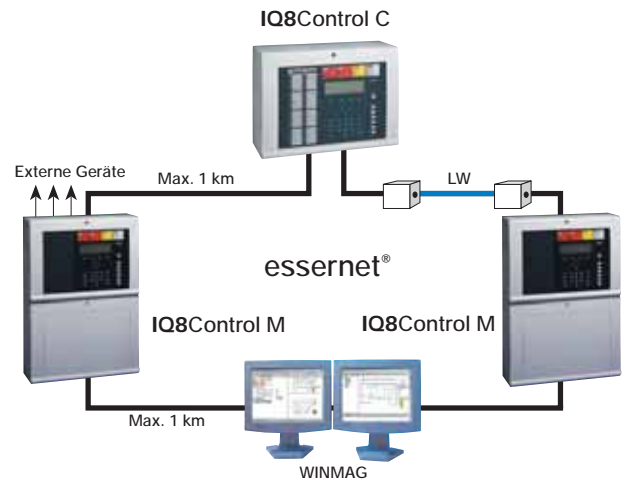 IQ8Control C
Externe Geräte
Max. 1 km
LW
essernet®
IQ8Control M
IQ8Control M
Max. 1 km
WINMAG